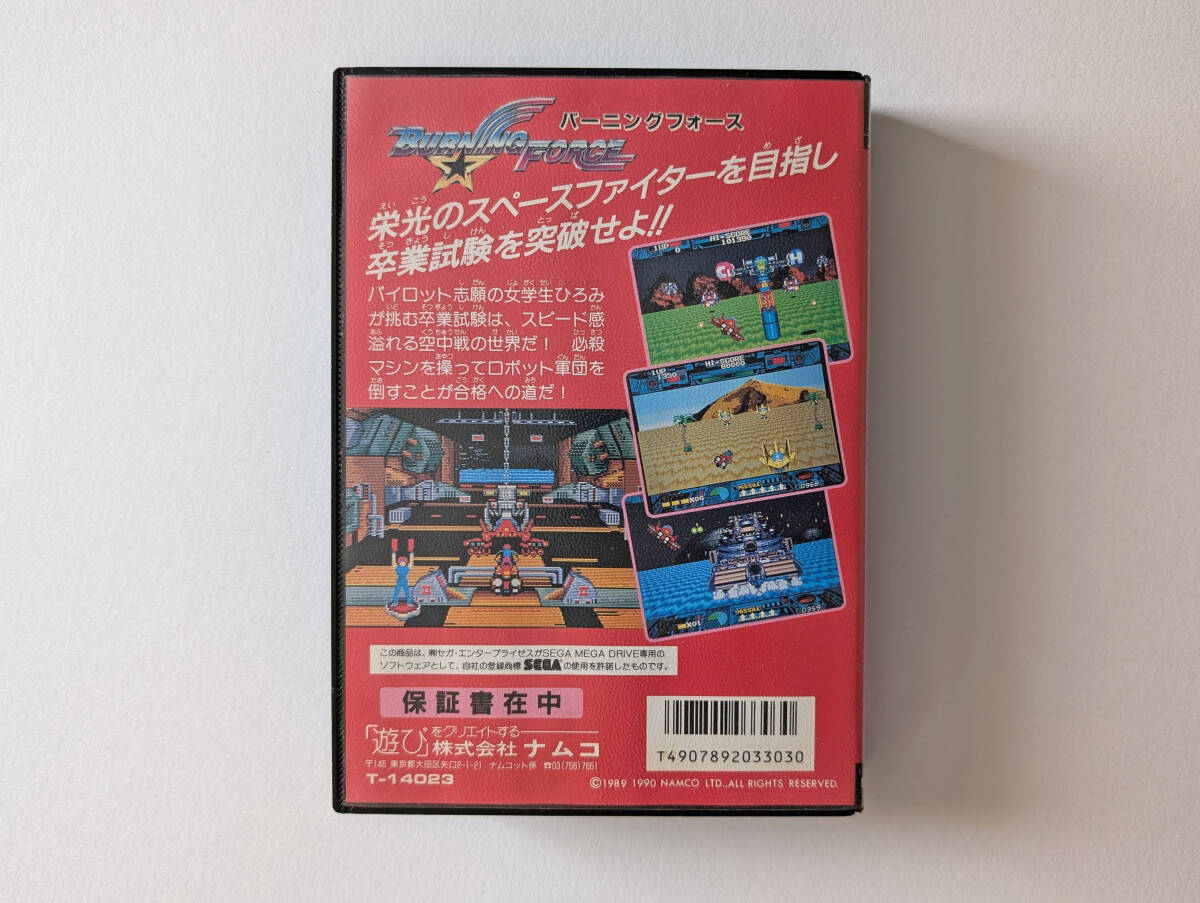 BURNING FORCE
バーニングフォース
栄光のスペースファイターを目指し
卒業試験を突破せよ!!
パイロット志願の女学生ひろみ
が挑む卒業試験は、スピード感
溢れる空中戦の世界だ! 必殺
マシンを操ってロボット軍団を
倒すことが合格への道だ!
1UP HI-SCORE
0 101390
CL H
1UP HI-SCORE
1350 80000
X04 MISSILE 0968
X01 MISSILE 0359
この商品は、㈱セガ・エンタープライゼスがSEGA MEGA DRIVE専用の
ソフトウェアとして、自社の登録商標 SEGA の使用を許諾したものです。
保証書在中
「遊び」をクリエイトする
株式会社 ナムコ
〒146 東京都大田区矢口2-1-21 ナムコット係 ☎03(756)7651
T-14023
T4907892033030
©1989 1990 NAMCO LTD.,ALL RIGHTS RESERVED.